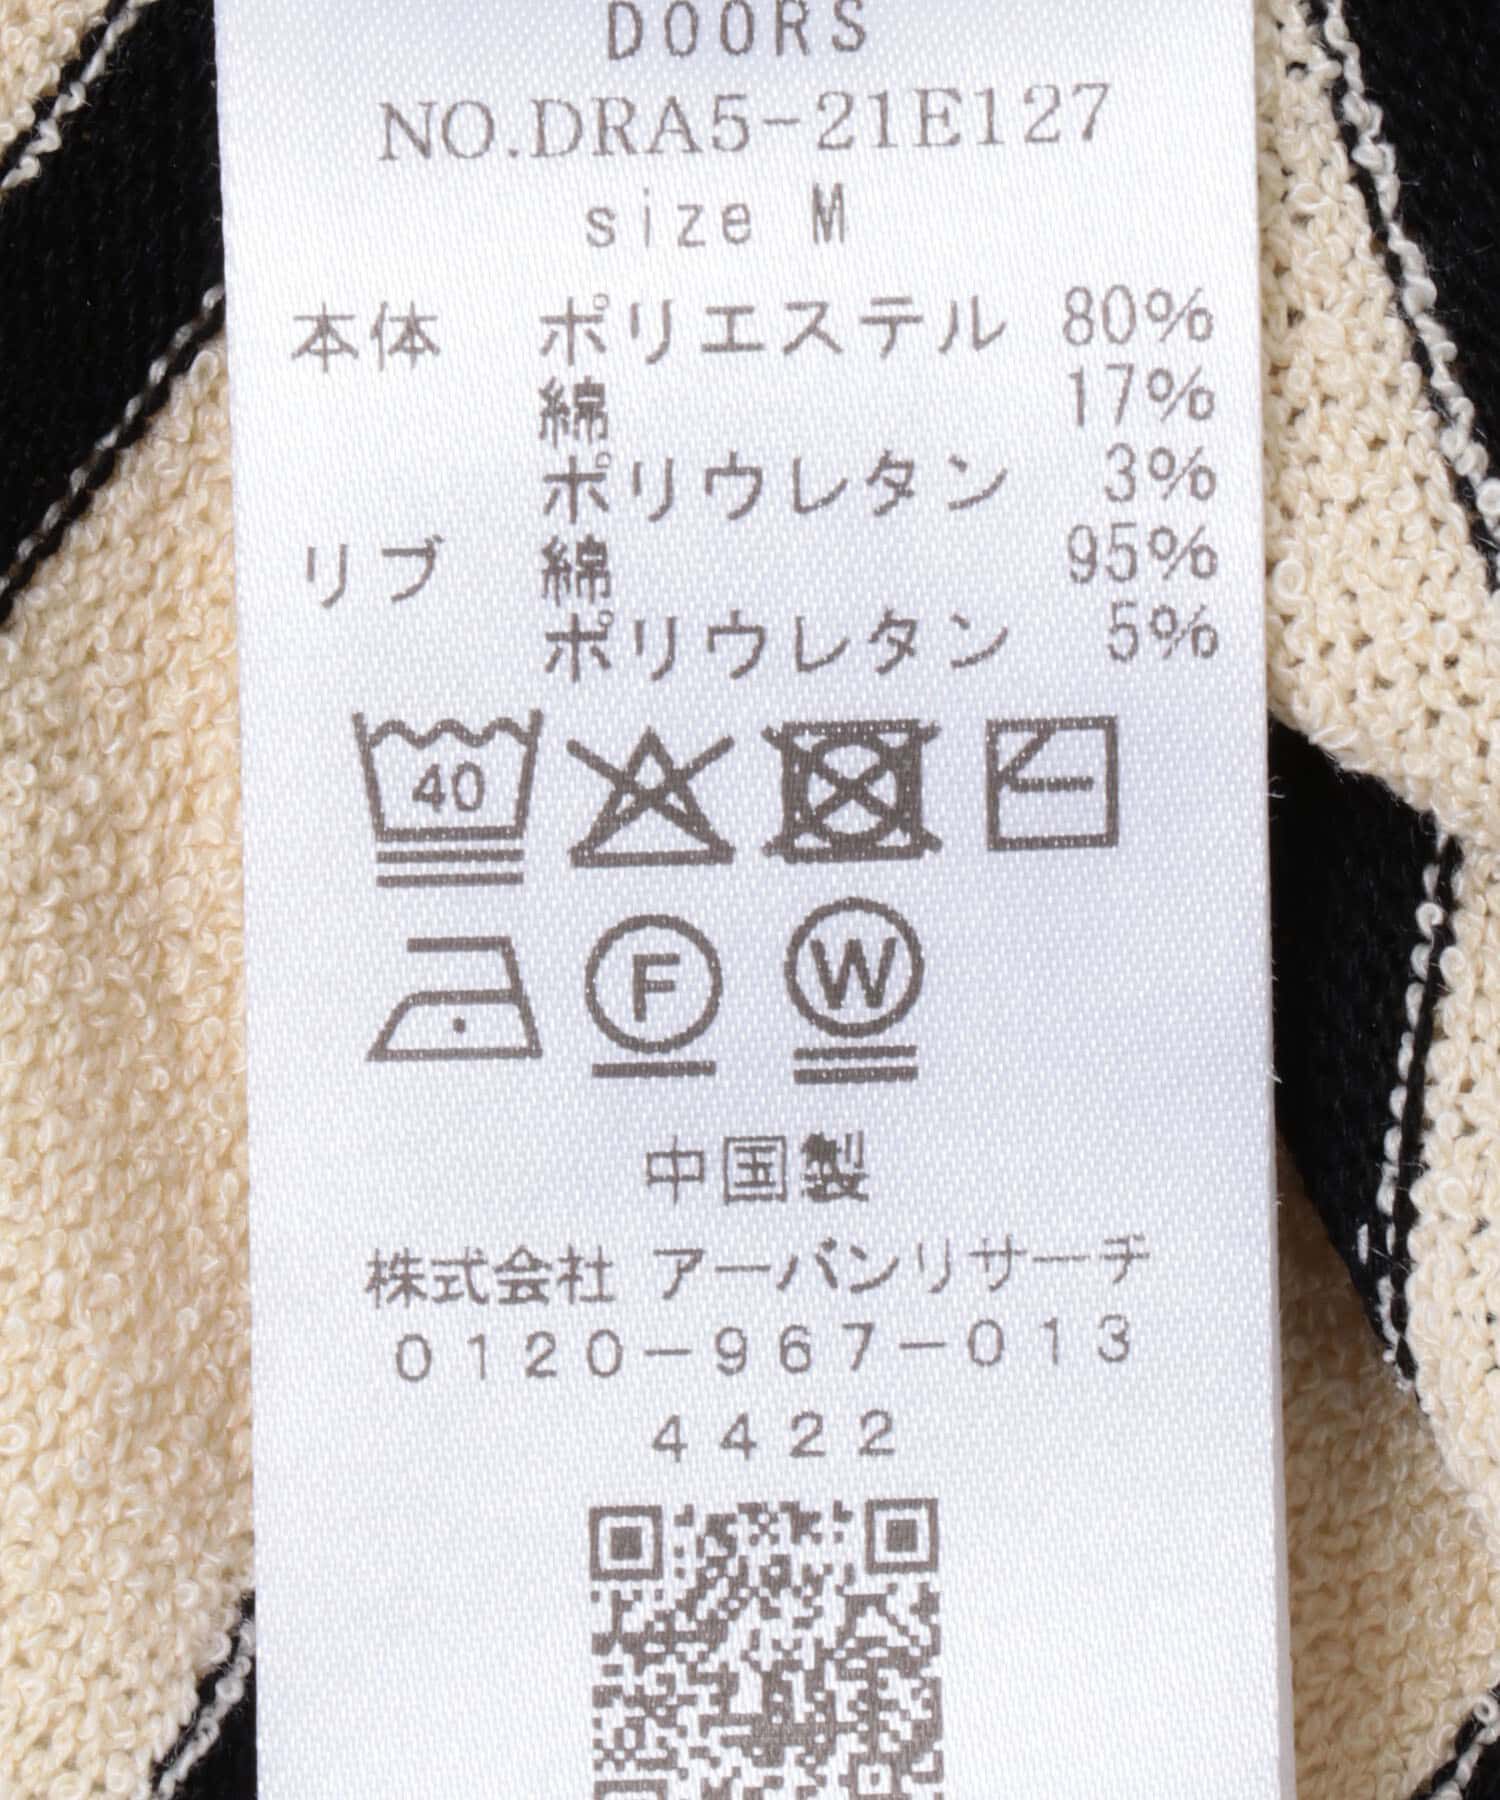 DOORS
NO.DRA5-21E127
size M
本体 ポリエステル 80%
綿 17%
ポリウレタン 3%
リブ 綿 95%
ポリウレタン 5%
40
F W
中国製
株式会社 アーバンリサーチ
0120-967-013
4422